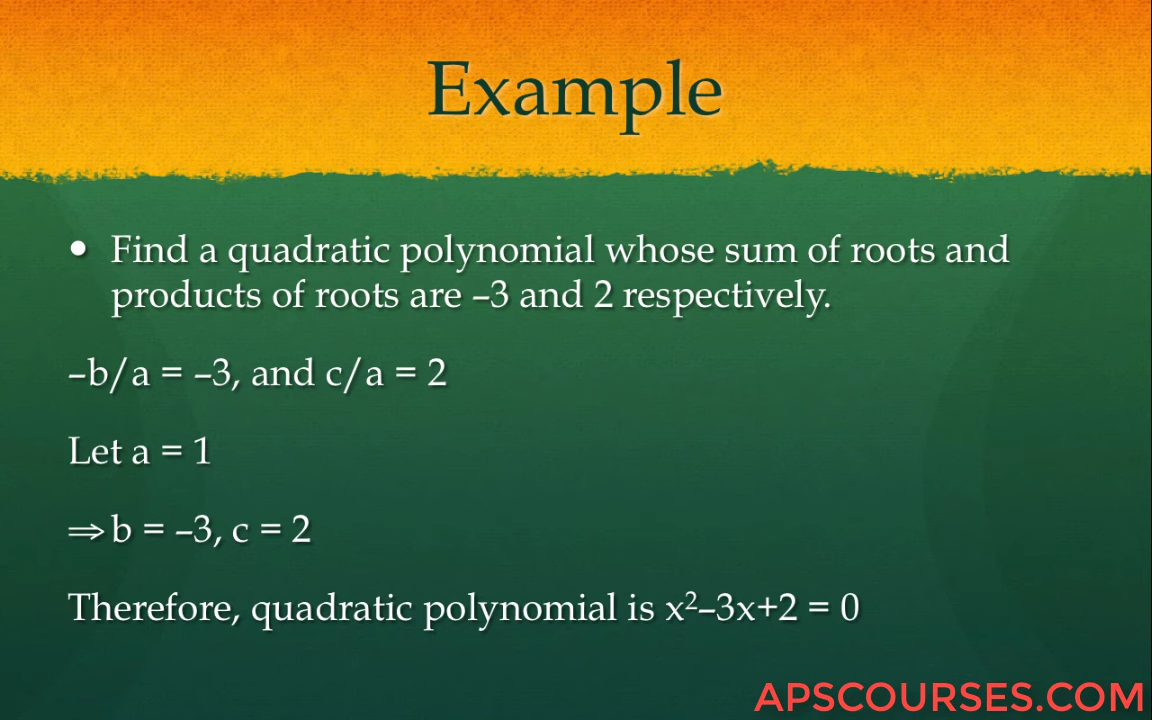 Example
• Find a quadratic polynomial whose sum of roots and
products of roots are –3 and 2 respectively.
–b/a = –3, and c/a = 2
Let a = 1
⇒ b = –3, c = 2
Therefore, quadratic polynomial is x²–3x+2 = 0
APSCOURSES.COM